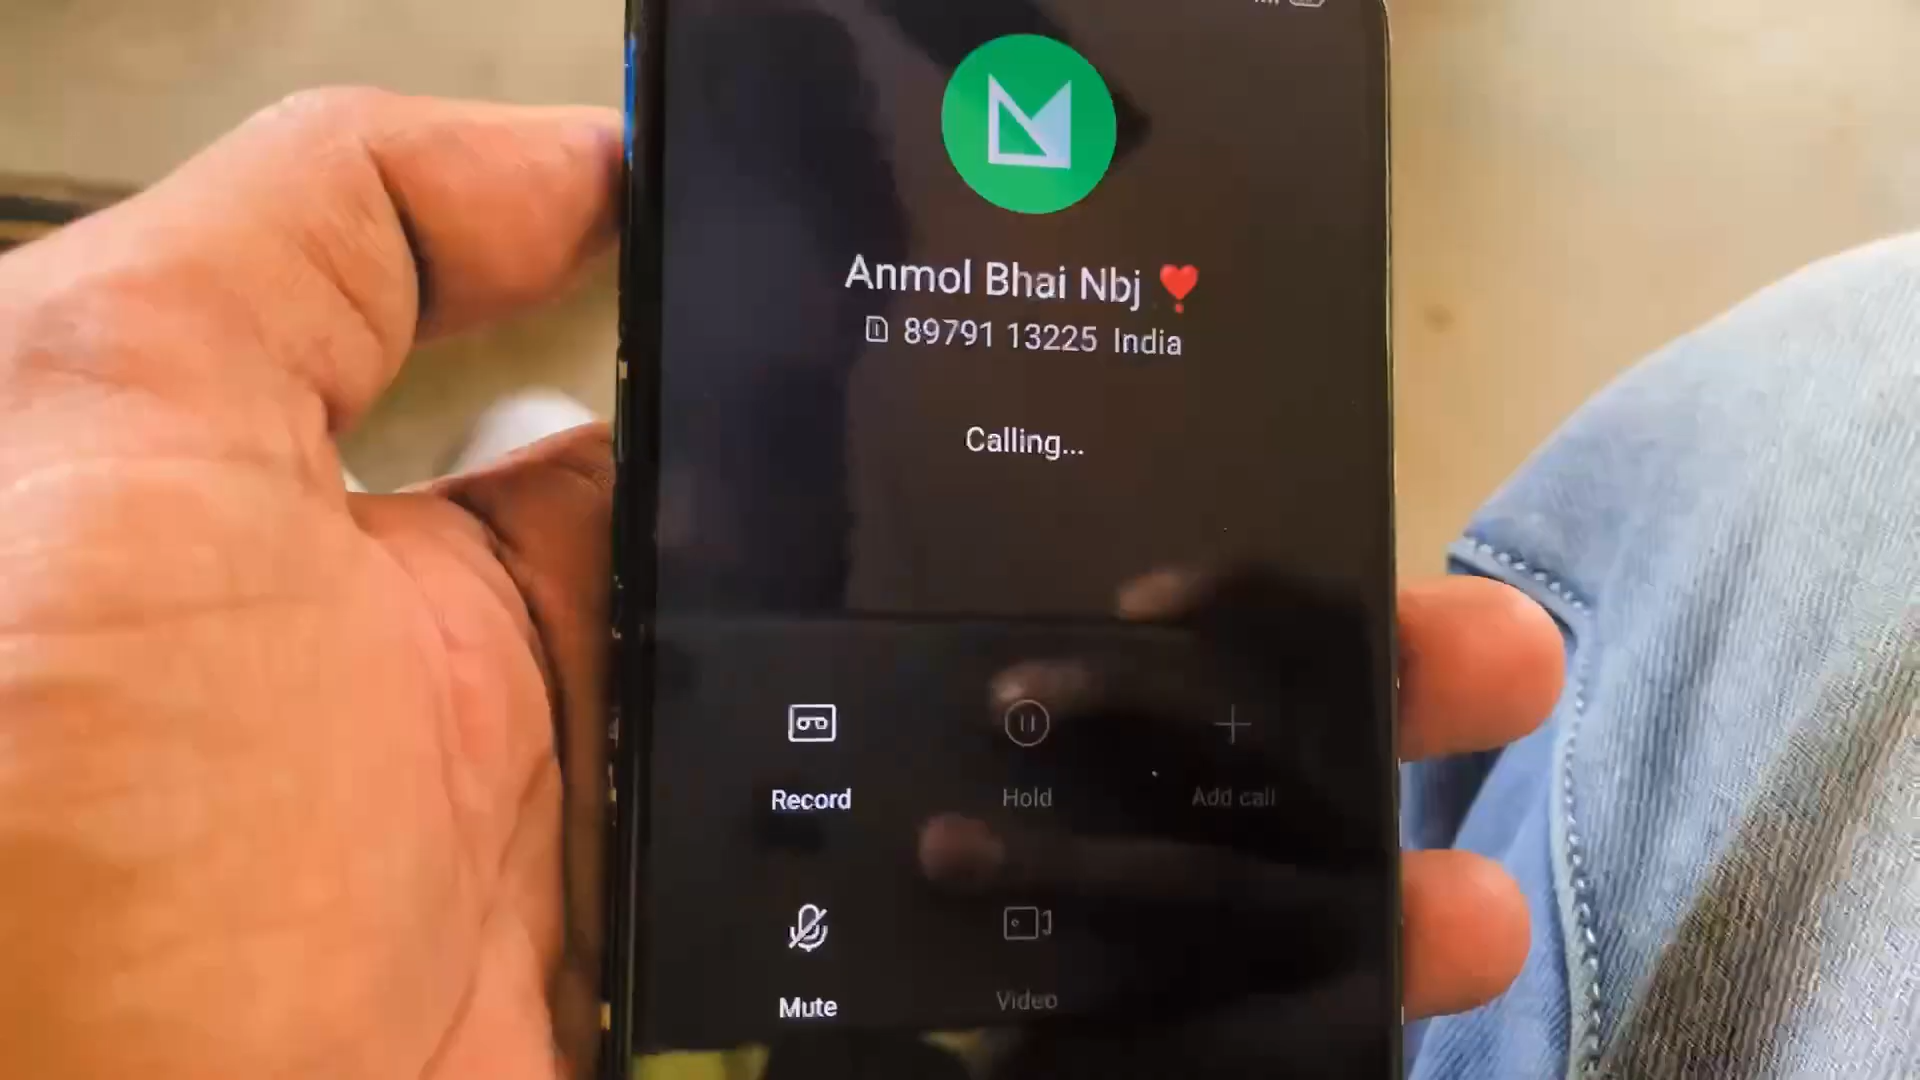 Anmol Bhai Nbj ❣️
89791 13225 India
Calling...
Record
Hold
Add call
Mute
Video